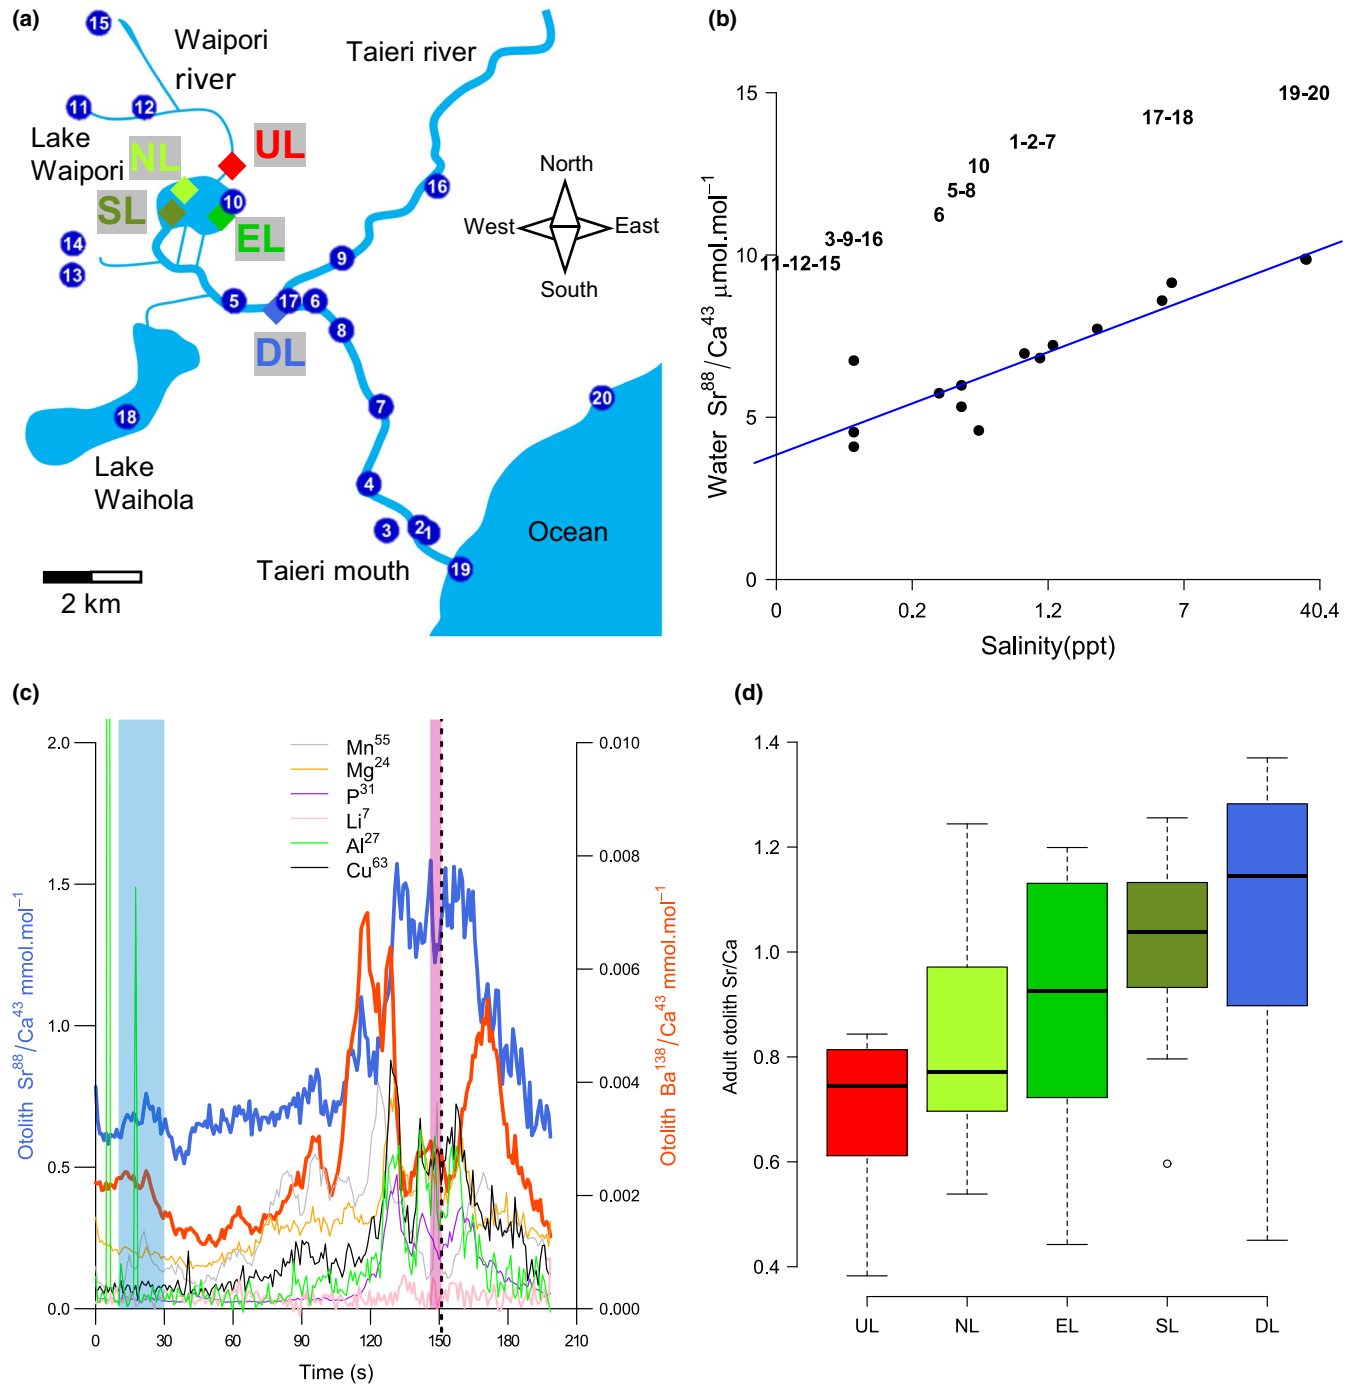 (a)
15
Waipori
river
Taieri river
11
12
Lake
Waipori
NL
UL
SL
10
EL
16
14
13
9
5
17
6
8
DL
North
West
East
South
18
7
20
Lake
Waihola
4
3
2
1
Ocean
Taieri mouth
19
2 km
(b)
15
10
5
0
Water Sr88/Ca43 μmol.mol−1
19-20
17-18
1-2-7
10
5-8
6
3-9-16
11-12-15
0
0.2
1.2
7
40.4
Salinity(ppt)
(c)
2.0
1.5
1.0
0.5
0.0
Otolith Sr88/Ca43 mmol.mol−1
Mn55
Mg24
P31
Li7
Al27
Cu63
0.010
0.008
0.006
0.004
0.002
0.000
Otolith Ba138/Ca43 mmol.mol−1
0
30
60
90
120
150
180
210
Time (s)
(d)
1.4
1.2
1.0
0.8
0.6
0.4
Adult otolith Sr/Ca
UL
NL
EL
SL
DL